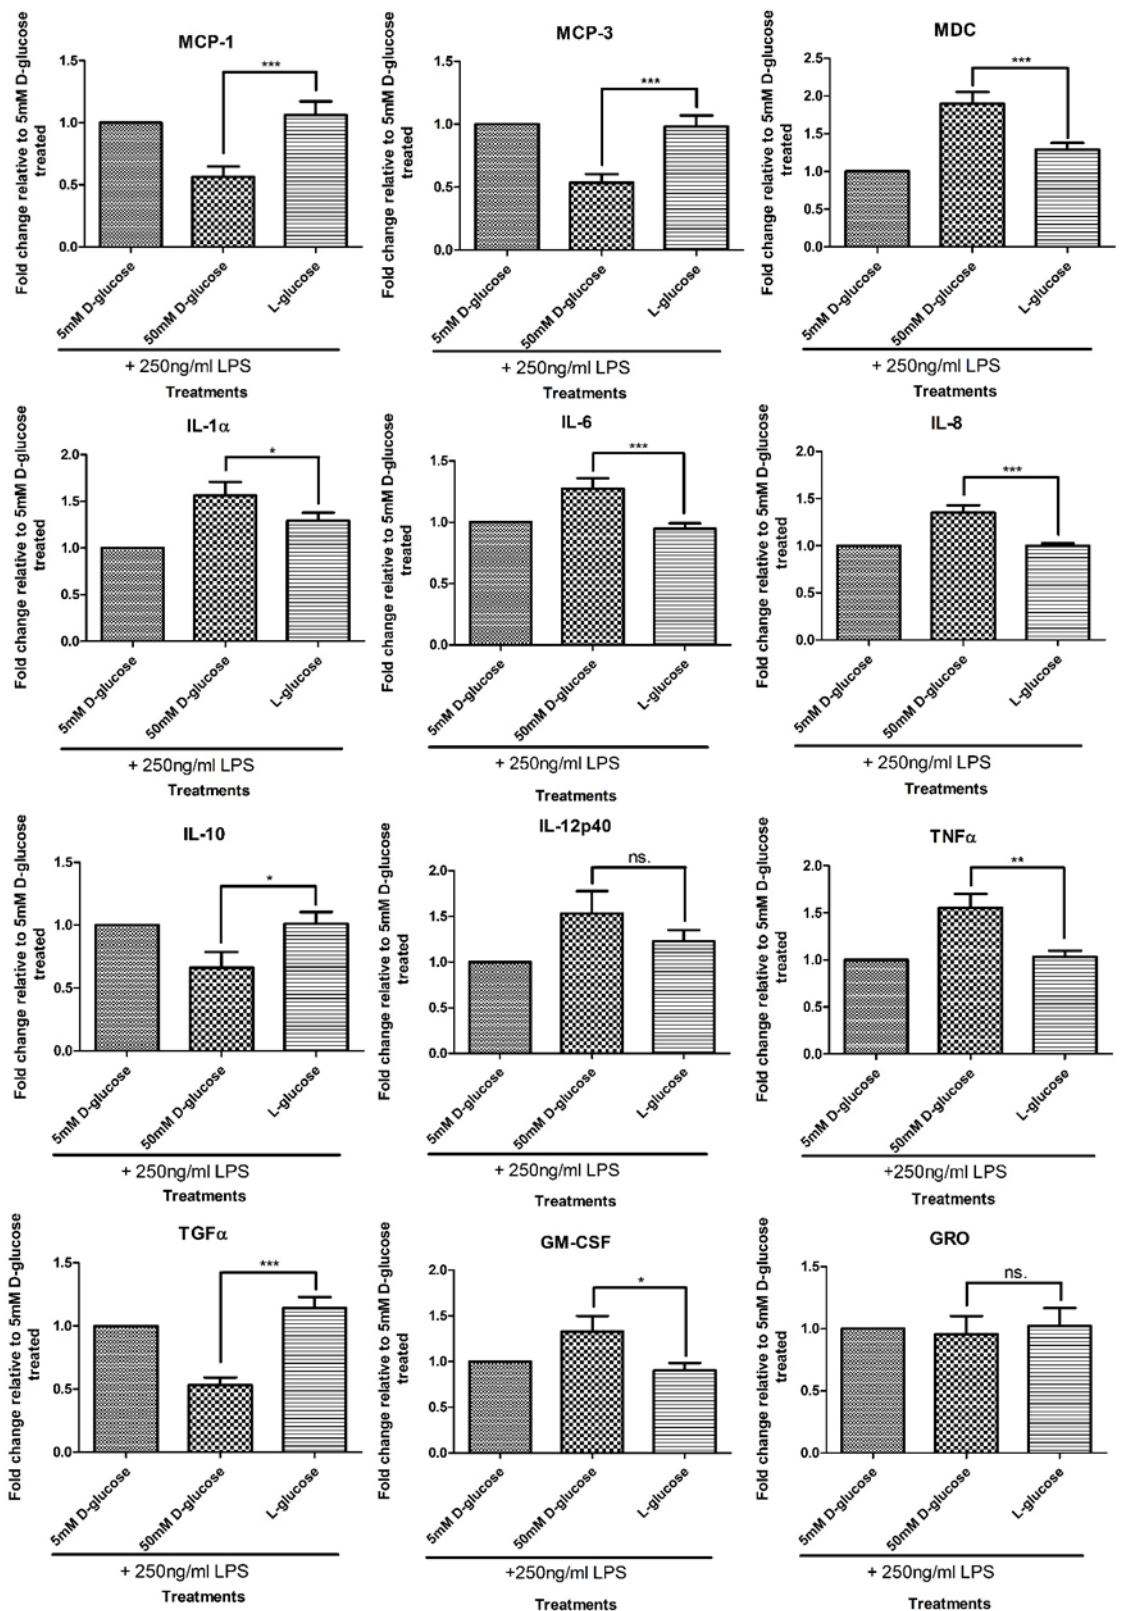 MCP-1
Fold change relative to 5mM D-glucose
treated
1.5
1.0
0.5
0.0
***
5mM D-glucose
50mM D-glucose
L-glucose
+ 250ng/ml LPS
Treatments
MCP-3
Fold change relative to 5mM D-glucose
treated
1.5
1.0
0.5
0.0
***
5mM D-glucose
50mM D-glucose
L-glucose
+ 250ng/ml LPS
Treatments
MDC
Fold change relative to 5mM D-glucose
treated
2.5
2.0
1.5
1.0
0.5
0.0
***
5mM D-glucose
50mM D-glucose
L-glucose
+ 250ng/ml LPS
Treatments
IL-1α
Fold change relative to 5mM D-glucose
treated
2.0
1.5
1.0
0.5
0.0
*
5mM D-glucose
50mM D-glucose
L-glucose
+ 250ng/ml LPS
Treatments
IL-6
Fold change relative to 5mM D-glucose
treated
1.5
1.0
0.5
0.0
***
5mM D-glucose
50mM D-glucose
L-glucose
+ 250ng/ml LPS
Treatments
IL-8
Fold change relative to 5mM D-glucose
treated
2.0
1.5
1.0
0.5
0.0
***
5mM D-glucose
50mM D-glucose
L-glucose
+ 250ng/ml LPS
Treatments
IL-10
Fold change relative to 5mM D-glucose
treated
1.5
1.0
0.5
0.0
*
5mM D-glucose
50mM D-glucose
L-glucose
+ 250ng/ml LPS
Treatments
IL-12p40
Fold change relative to 5mM D-glucose
treated
2.0
1.5
1.0
0.5
0.0
ns.
5mM D-glucose
50mM D-glucose
L-glucose
+ 250ng/ml LPS
Treatments
TNFα
Fold change relative to 5mM D-glucose
treated
2.0
1.5
1.0
0.5
0.0
**
5mM D-glucose
50mM D-glucose
L-glucose
+250ng/ml LPS
Treatments
TGFα
Fold change relative to 5mM D-glucose
treated
1.5
1.0
0.5
0.0
***
5mM D-glucose
50mM D-glucose
L-glucose
+ 250ng/ml LPS
Treatments
GM-CSF
Fold change relative to 5mM D-glucose
treated
2.0
1.5
1.0
0.5
0.0
*
5mM D-glucose
50mM D-glucose
L-glucose
+250ng/ml LPS
Treatments
GRO
Fold change relative to 5mM D-glucose
treated
1.5
1.0
0.5
0.0
ns.
5mM D-glucose
50mM D-glucose
L-glucose
+ 250ng/ml LPS
Treatments